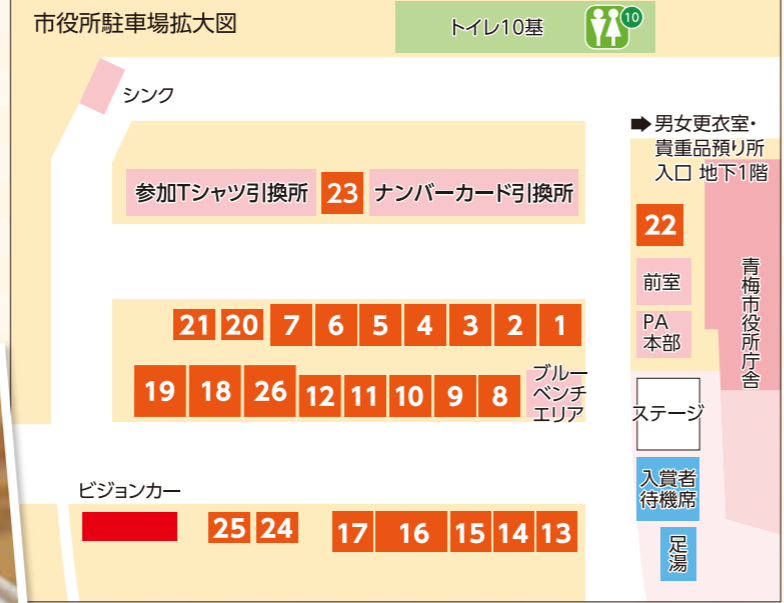 市役所駐車場拡大図
トイレ10基
10
シンク
➡男女更衣室・
貴重品預り所
入口 地下1階
参加Tシャツ引換所
23
ナンバーカード引換所
22
前室
PA
本部
青梅市役所庁舎
21 20 7 6 5 4 3 2 1
19 18 26 12 11 10 9 8
ブルー
ベンチ
エリア
ステージ
入賞者
待機席
足湯
ビジョンカー
25 24 17 16 15 14 13